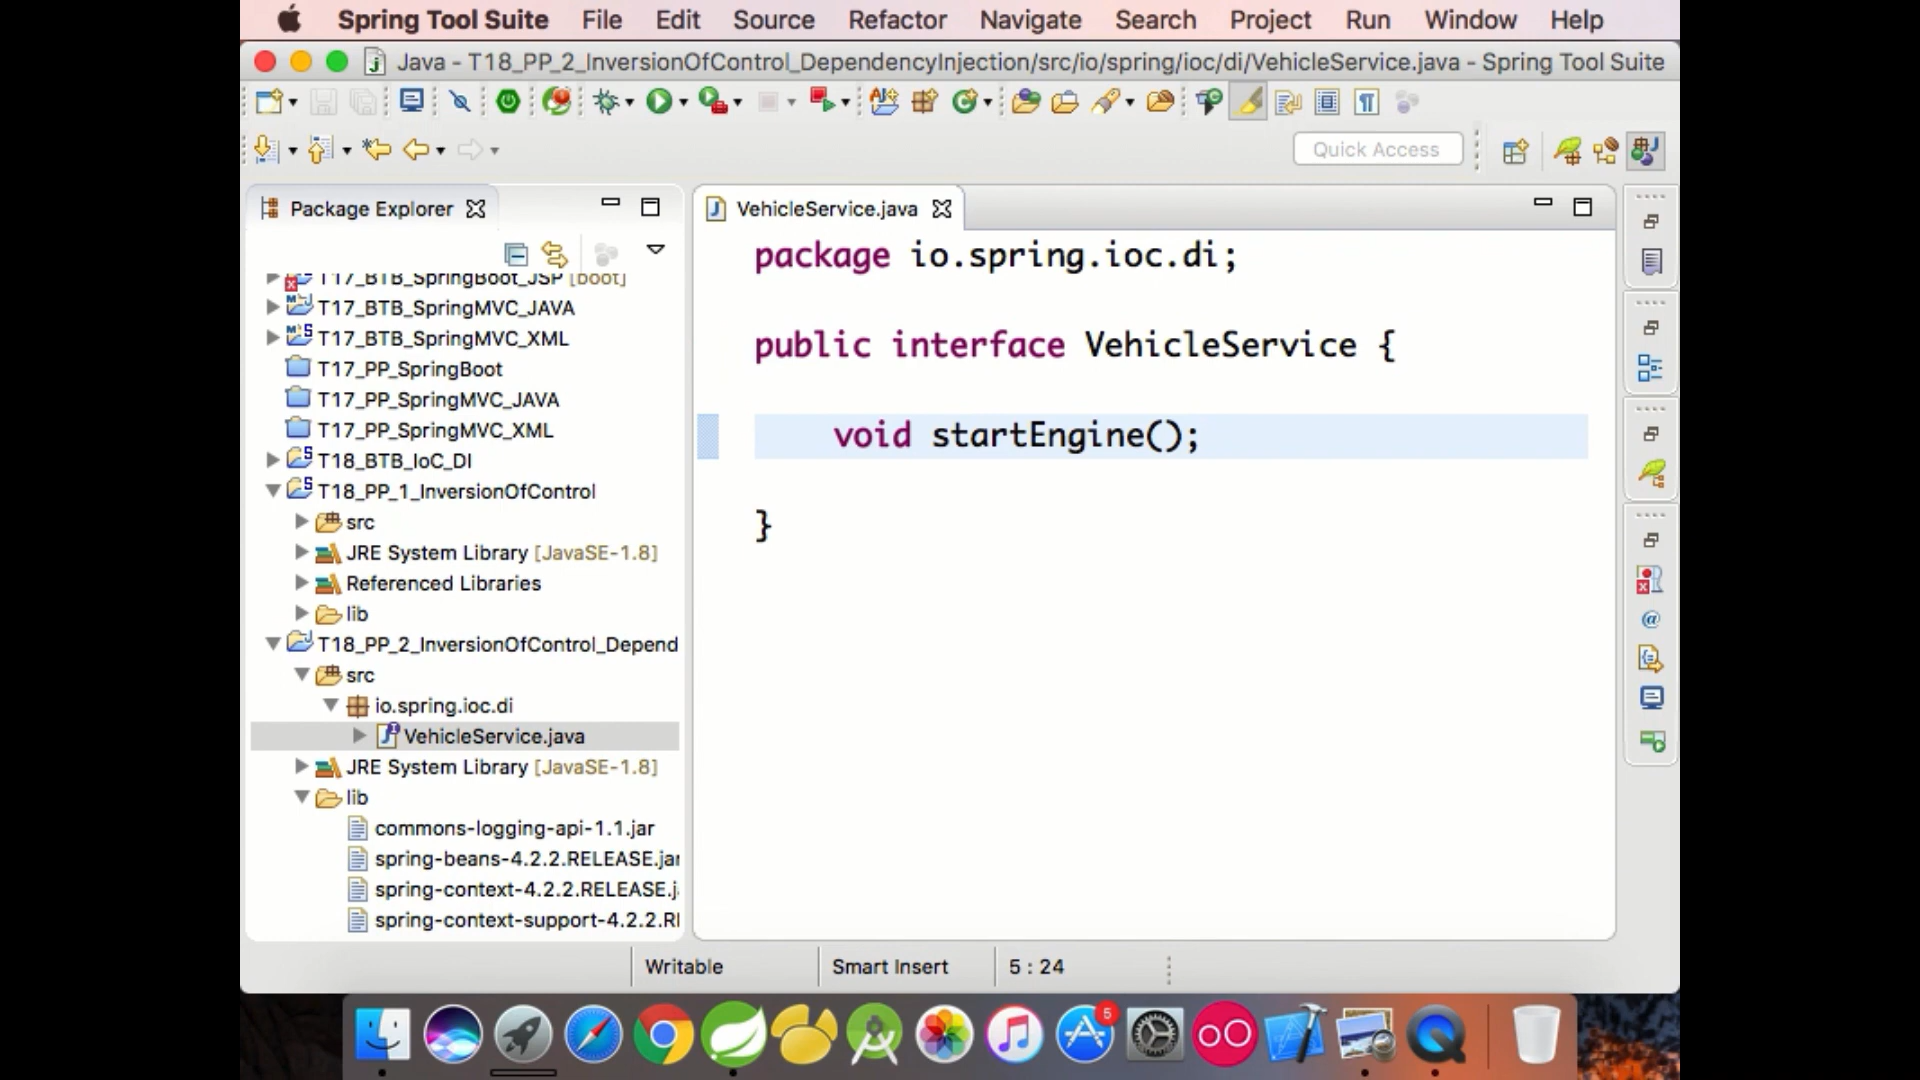 Spring Tool Suite File Edit Source Refactor Navigate Search Project Run Window Help
Java - T18_PP_2_InversionOfControl_DependencyInjection/src/io/spring/ioc/di/VehicleService.java - Spring Tool Suite
Quick Access
Package Explorer
VehicleService.java
T17_BTB_SpringBoot_JSP [boot]
T17_BTB_SpringMVC_JAVA
T17_BTB_SpringMVC_XML
T17_PP_SpringBoot
T17_PP_SpringMVC_JAVA
T17_PP_SpringMVC_XML
T18_BTB_IoC_DI
T18_PP_1_InversionOfControl
src
JRE System Library [JavaSE-1.8]
Referenced Libraries
lib
T18_PP_2_InversionOfControl_Depend
src
io.spring.ioc.di
VehicleService.java
JRE System Library [JavaSE-1.8]
lib
commons-logging-api-1.1.jar
spring-beans-4.2.2.RELEASE.jar
spring-context-4.2.2.RELEASE.j
spring-context-support-4.2.2.RE
package io.spring.ioc.di;
public interface VehicleService {
void startEngine();
}
Writable Smart Insert 5 : 24
5